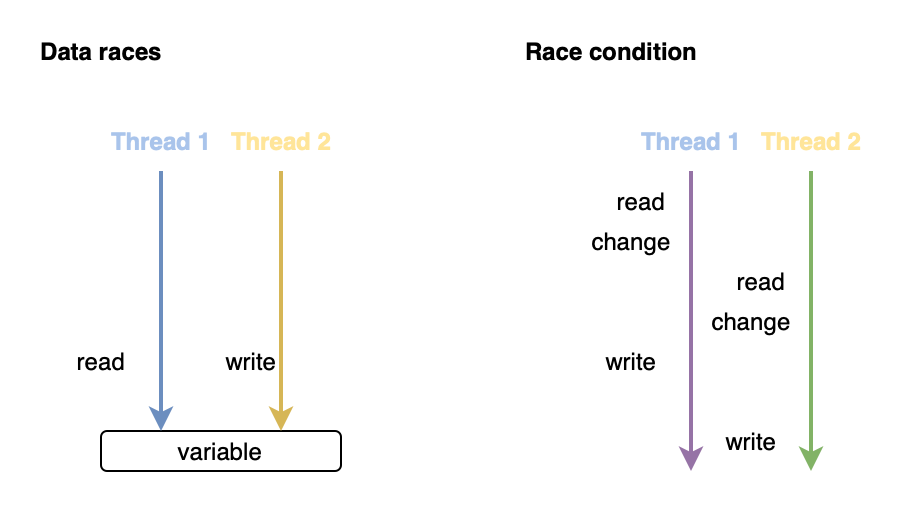 Data races
Thread 1 Thread 2
read
write
variable
Race condition
Thread 1 Thread 2
read
change
read
change
write
write